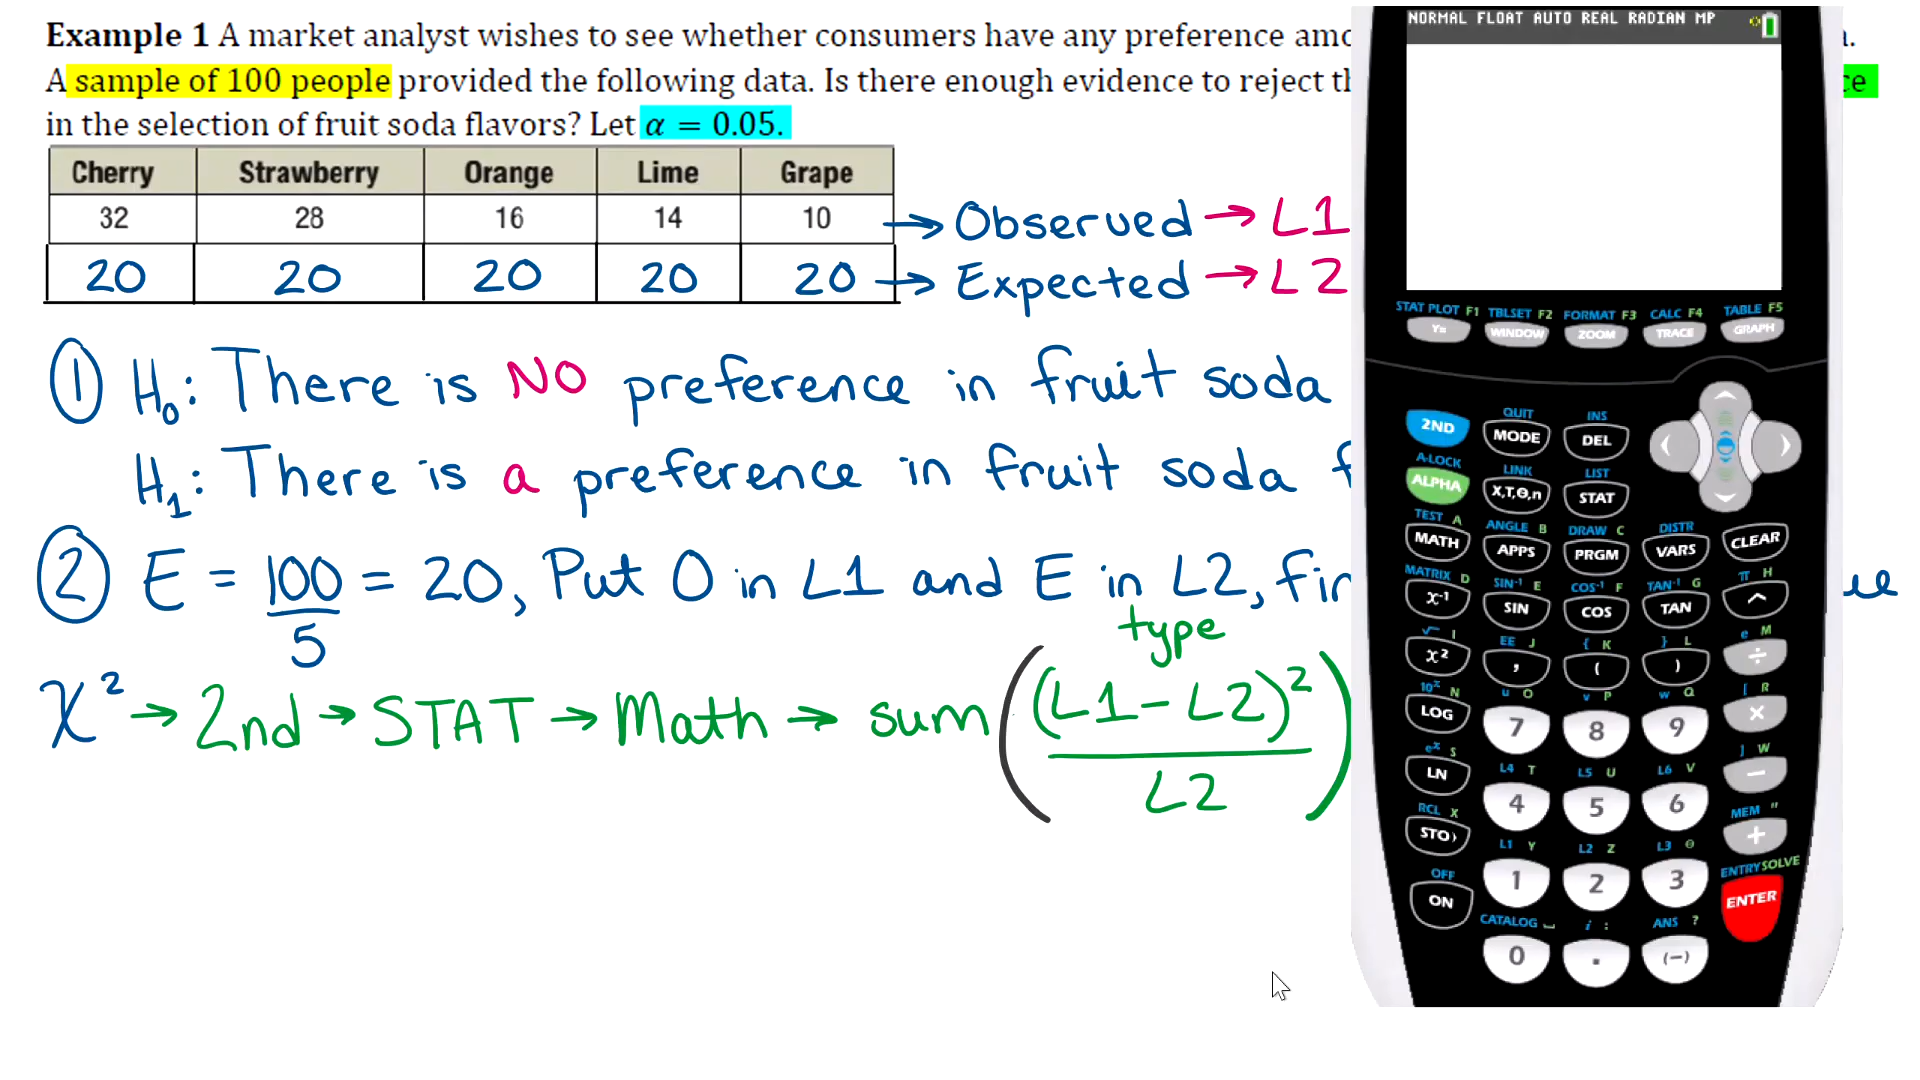 Example 1 A market analyst wishes to see whether consumers have any preference
A sample of 100 people provided the following data. Is there enough evidence to reject
in the selection of fruit soda flavors? Let α = 0.05.
Cherry Strawberry Orange Lime Grape
32 28 16 14 10 → Observed → L1
20 20 20 20 20 → Expected → L2
① H₀: There is NO preference in fruit soda
H₁: There is a preference in fruit soda
② E = 100/5 = 20, Put O in L1 and E in L2,
type
X² → 2nd → STAT → Math → sum((L1-L2)²/L2)
NORMAL FLOAT AUTO REAL RADIAN MP
STAT PLOT F1 TBLSET F2 FORMAT F3 CALC F4 TABLE F5
Y= WINDOW ZOOM TRACE GRAPH
QUIT INS
2ND MODE DEL
A-LOCK LINK LIST
ALPHA X,T,Θ,n STAT
TEST A ANGLE B DRAW C DISTR
MATH APPS PRGM VARS CLEAR
MATRIX D SIN⁻¹ E COS⁻¹ F TAN⁻¹ G π H
x⁻¹ SIN COS TAN ^
√ I EE J { K } L e M
x² , ( ) ÷
10ˣ N u O v P w Q [ R
LOG 7 8 9 ×
eˣ S L4 T L5 U L6 V ] W
LN 4 5 6 −
RCL X L1 Y L2 Z L3 θ MEM "
STO› 1 2 3 +
OFF ENTRY SOLVE
ON ENTER
CATALOG ⎵ i : ANS ?
0 . (−)